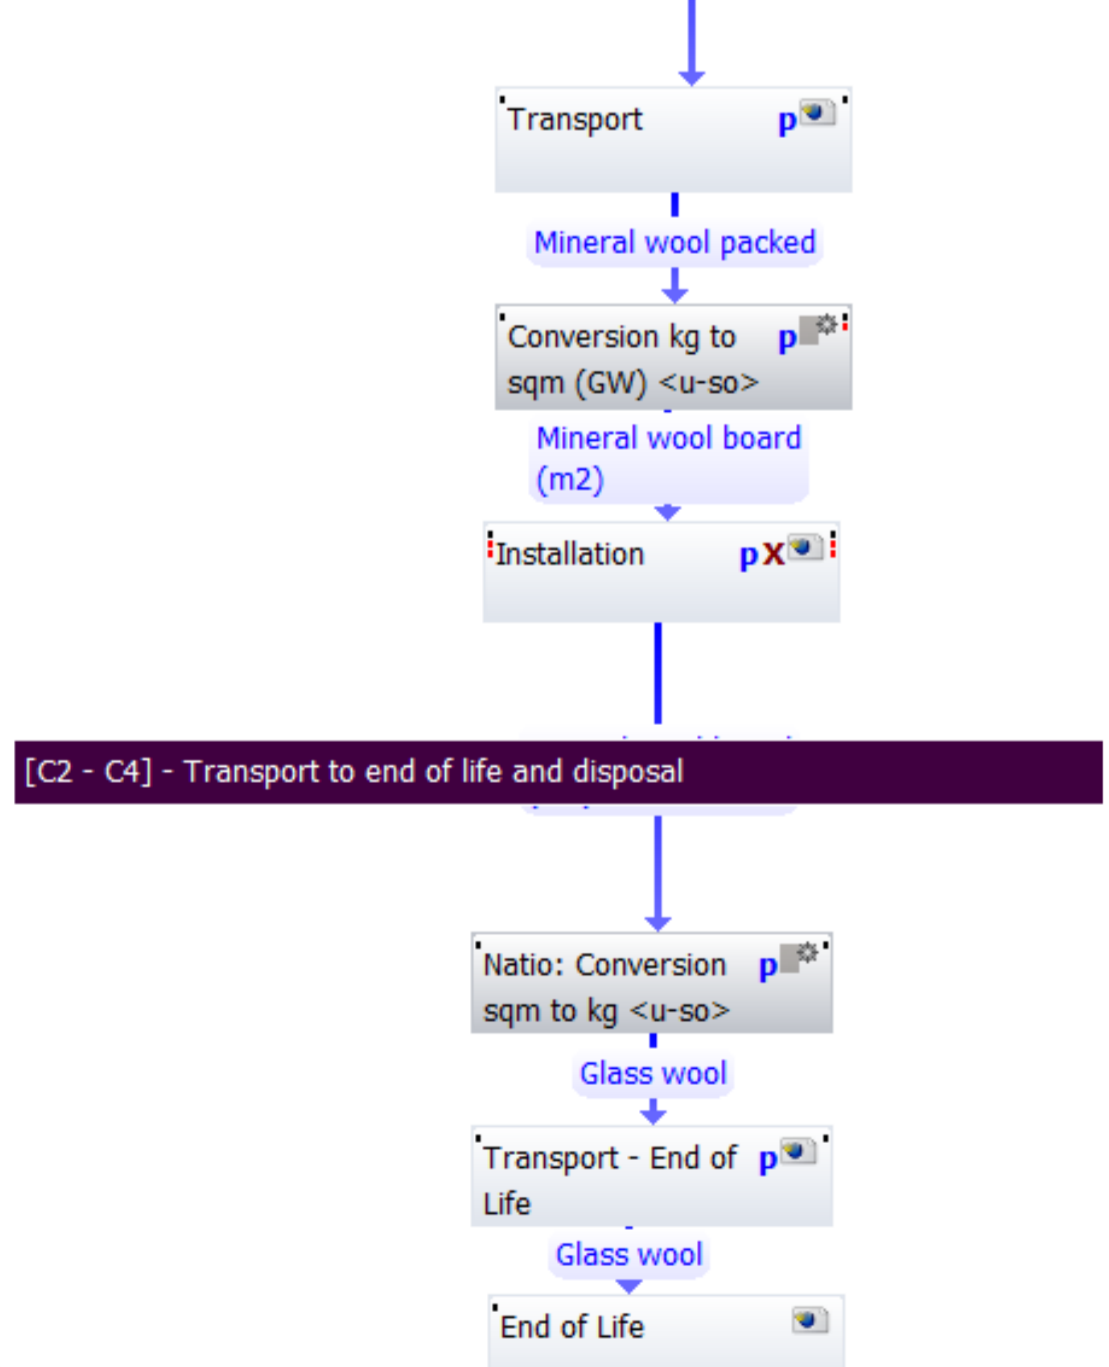 Transport p
Mineral wool packed
Conversion kg to p
sqm (GW) <u-so>
Mineral wool board
(m2)
Installation pX
[C2 - C4] - Transport to end of life and disposal
Natio: Conversion p
sqm to kg <u-so>
Glass wool
Transport - End of p
Life
Glass wool
End of Life